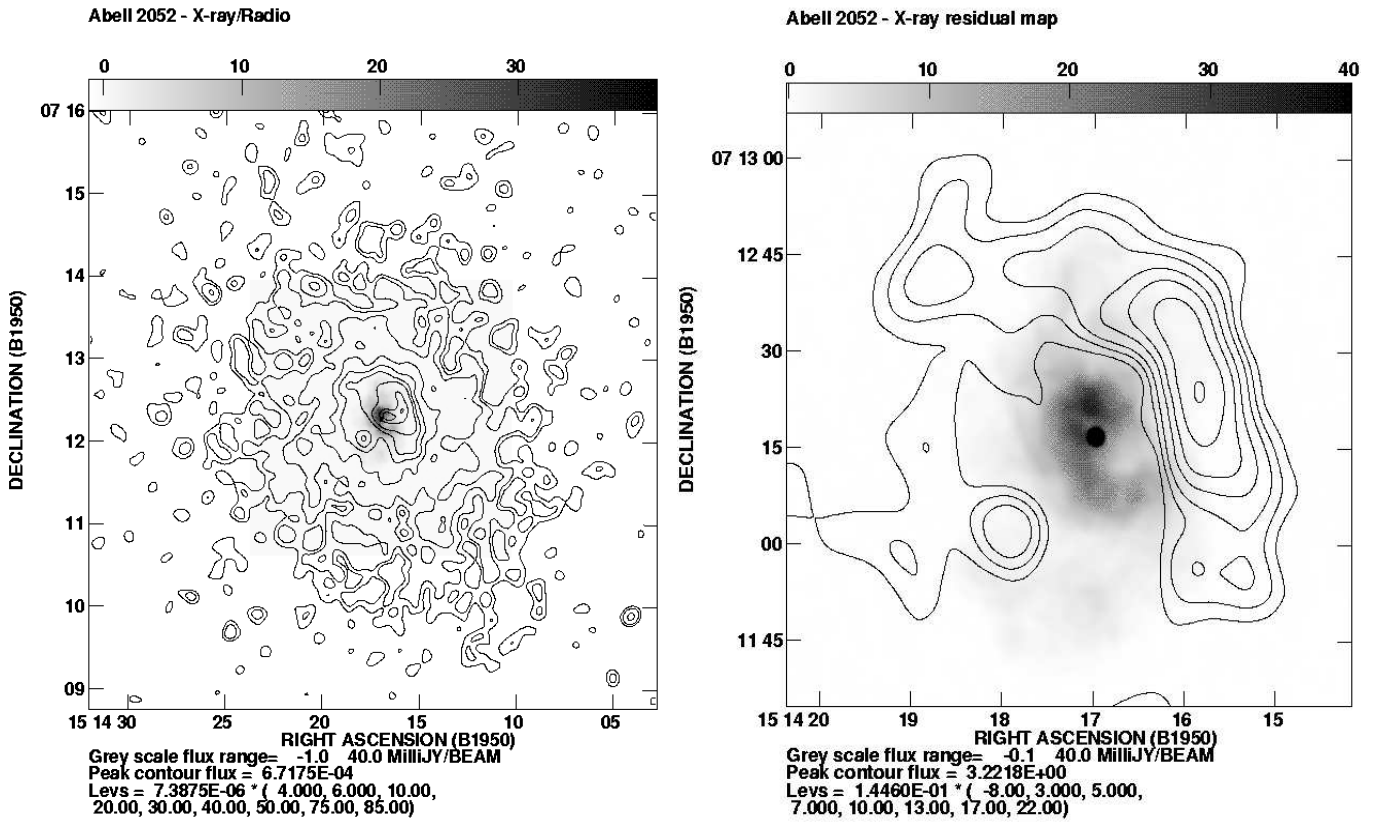 Abell 2052 - X-ray/Radio
0 10 20 30
07 16
15
14
13
12
11
10
09
DECLINATION (B1950)
15 14 30 25 20 15 10 05
RIGHT ASCENSION (B1950)
Grey scale flux range= -1.0 40.0 MilliJY/BEAM
Peak contour flux = 6.7175E-04
Levs = 7.3875E-06 * ( 4.000, 6.000, 10.00,
20.00, 30.00, 40.00, 50.00, 75.00, 85.00)
Abell 2052 - X-ray residual map
0 10 20 30 40
07 13 00
12 45
30
15
00
11 45
DECLINATION (B1950)
15 14 20 19 18 17 16 15
RIGHT ASCENSION (B1950)
Grey scale flux range= -0.1 40.0 MilliJY/BEAM
Peak contour flux = 3.2218E+00
Levs = 1.4460E-01 * ( -8.00, 3.000, 5.000,
7.000, 10.00, 13.00, 17.00, 22.00)